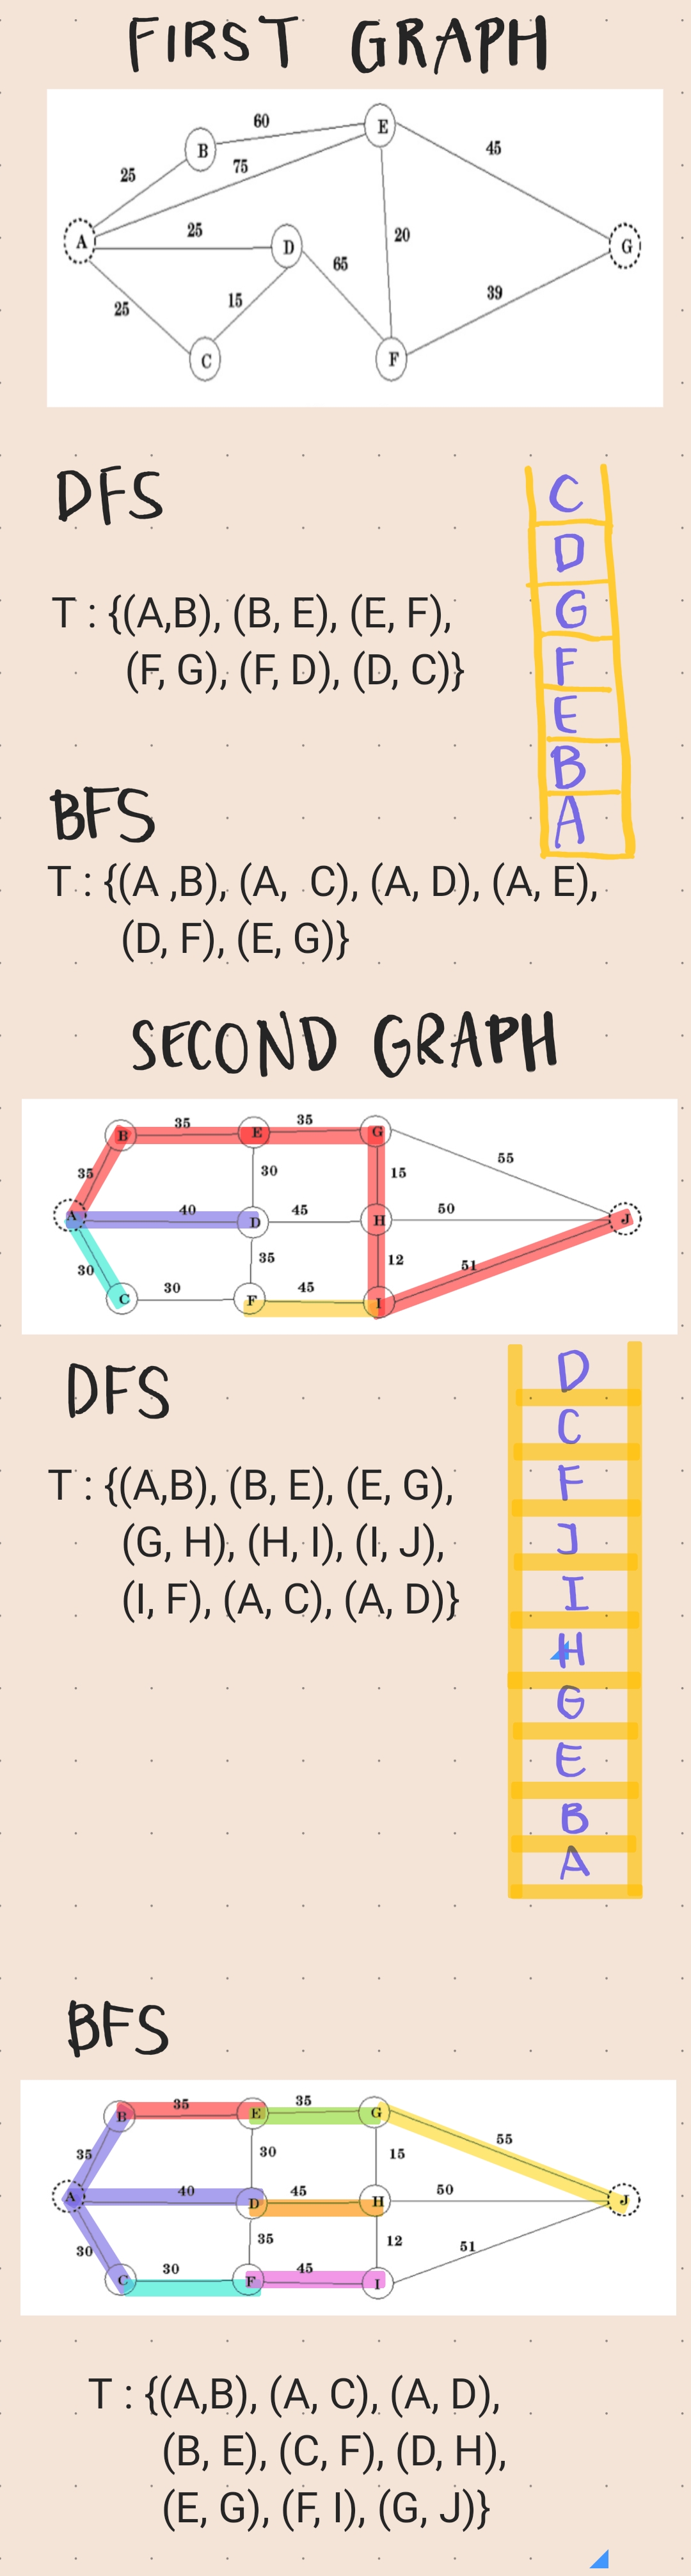 FIRST GRAPH
60
B
E
25
75
45
A
25
D
20
G
65
25
15
39
C
F
DFS
T : {(A,B), (B, E), (E, F),
(F, G), (F, D), (D, C)}
C
D
G
F
E
B
A
BFS
T : {(A ,B), (A, C), (A, D), (A, E),
(D, F), (E, G)}
SECOND GRAPH
35
35
B
E
G
35
30
15
55
A
40
D
45
H
50
J
30
35
12
51
30
45
C
F
I
DFS
T : {(A,B), (B, E), (E, G),
(G, H), (H, I), (I, J),
(I, F), (A, C), (A, D)}
D
C
F
J
I
H
G
E
B
A
BFS
35
35
B
E
G
35
30
15
55
A
40
D
45
H
50
J
30
35
12
51
30
45
C
F
I
T : {(A,B), (A, C), (A, D),
(B, E), (C, F), (D, H),
(E, G), (F, I), (G, J)}